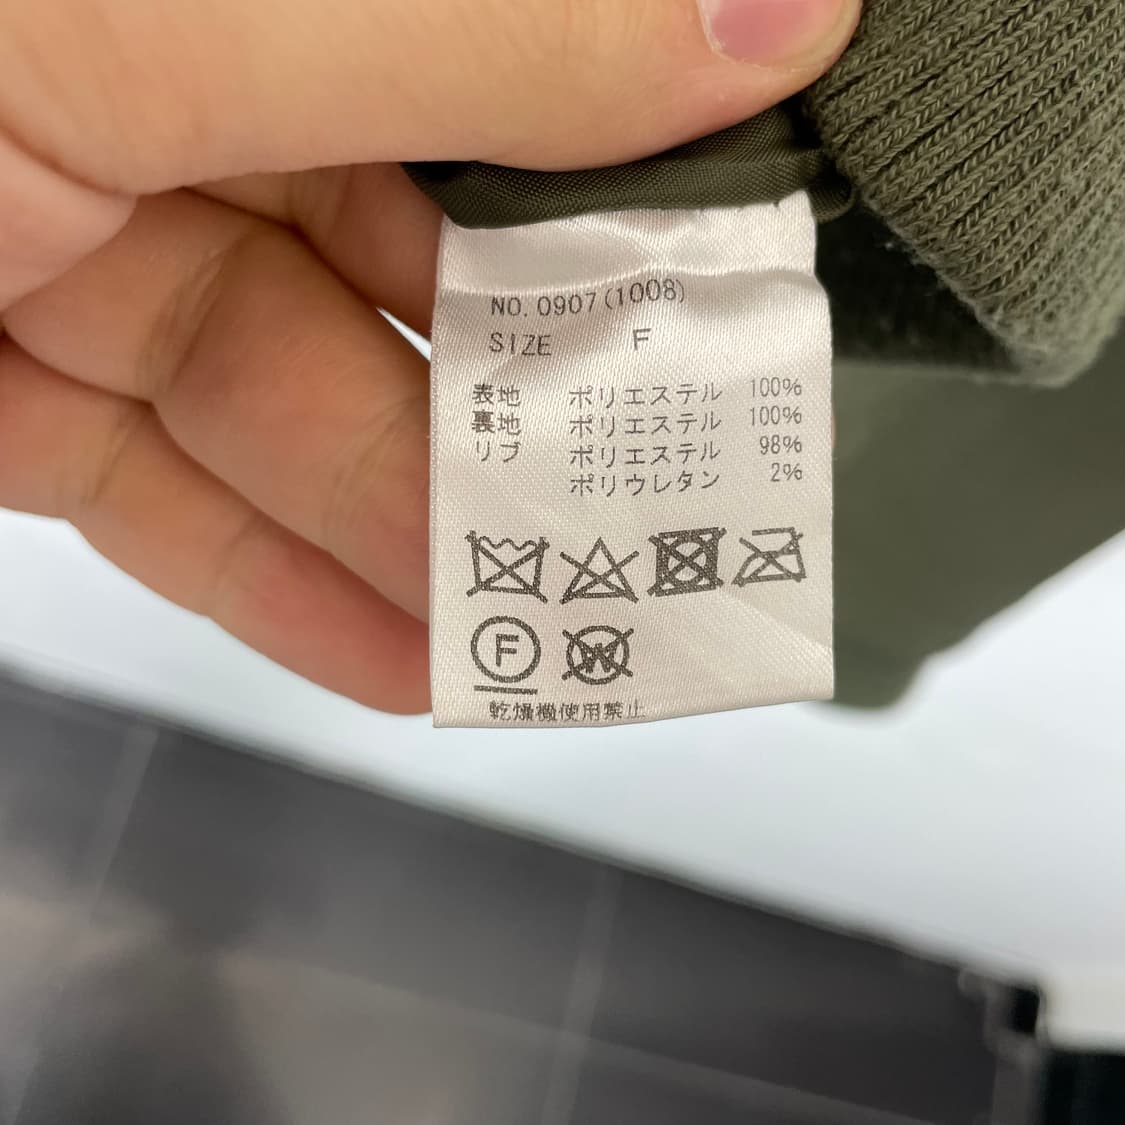 NO. 0907(1008)
SIZE F
表地 ポリエステル 100%
裏地 ポリエステル 100%
リブ ポリエステル 98%
ポリウレタン 2%
F
W
乾燥機使用禁止